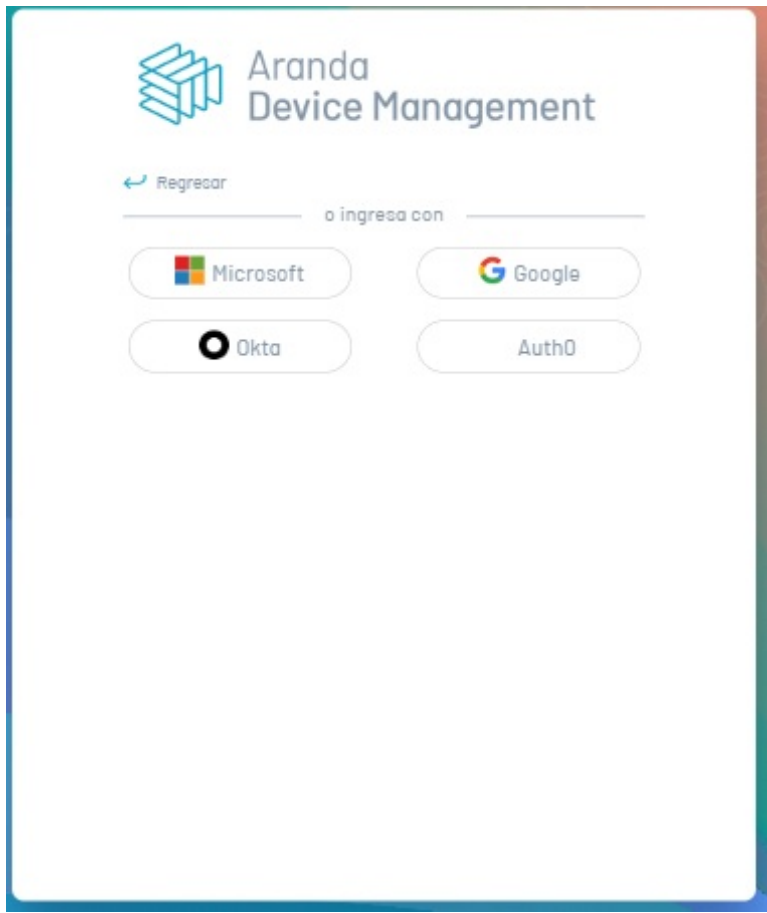 Aranda
Device Management
Regresar
o ingresa con
Microsoft
Google
Okta
Auth0